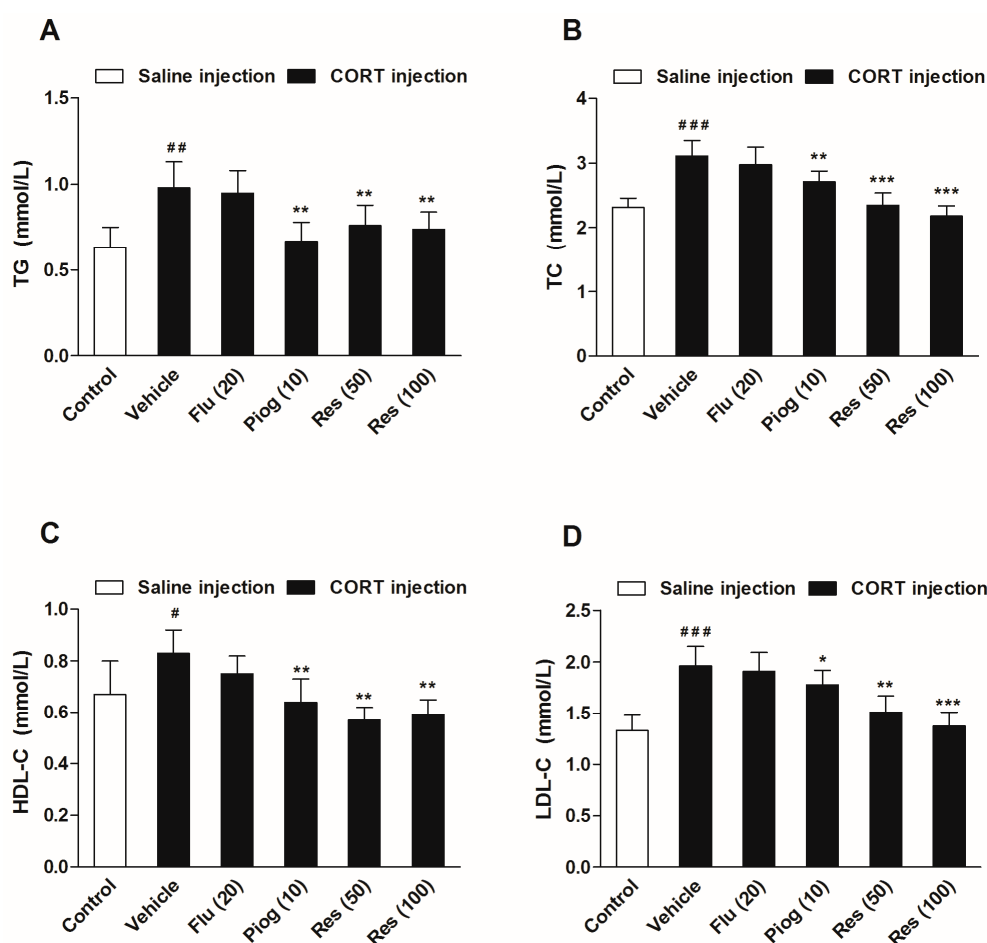 A
Saline injection CORT injection
TG (mmol/L)
1.5
1.0
0.5
0.0
##
**
**
**
Control Vehicle Flu (20) Piog (10) Res (50) Res (100)
B
Saline injection CORT injection
TC (mmol/L)
4
3
2
1
0
###
**
***
***
Control Vehicle Flu (20) Piog (10) Res (50) Res (100)
C
Saline injection CORT injection
HDL-C (mmol/L)
1.0
0.8
0.6
0.4
0.2
0.0
#
**
**
**
Control Vehicle Flu (20) Piog (10) Res (50) Res (100)
D
Saline injection CORT injection
LDL-C (mmol/L)
2.5
2.0
1.5
1.0
0.5
0.0
###
*
**
***
Control Vehicle Flu (20) Piog (10) Res (50) Res (100)